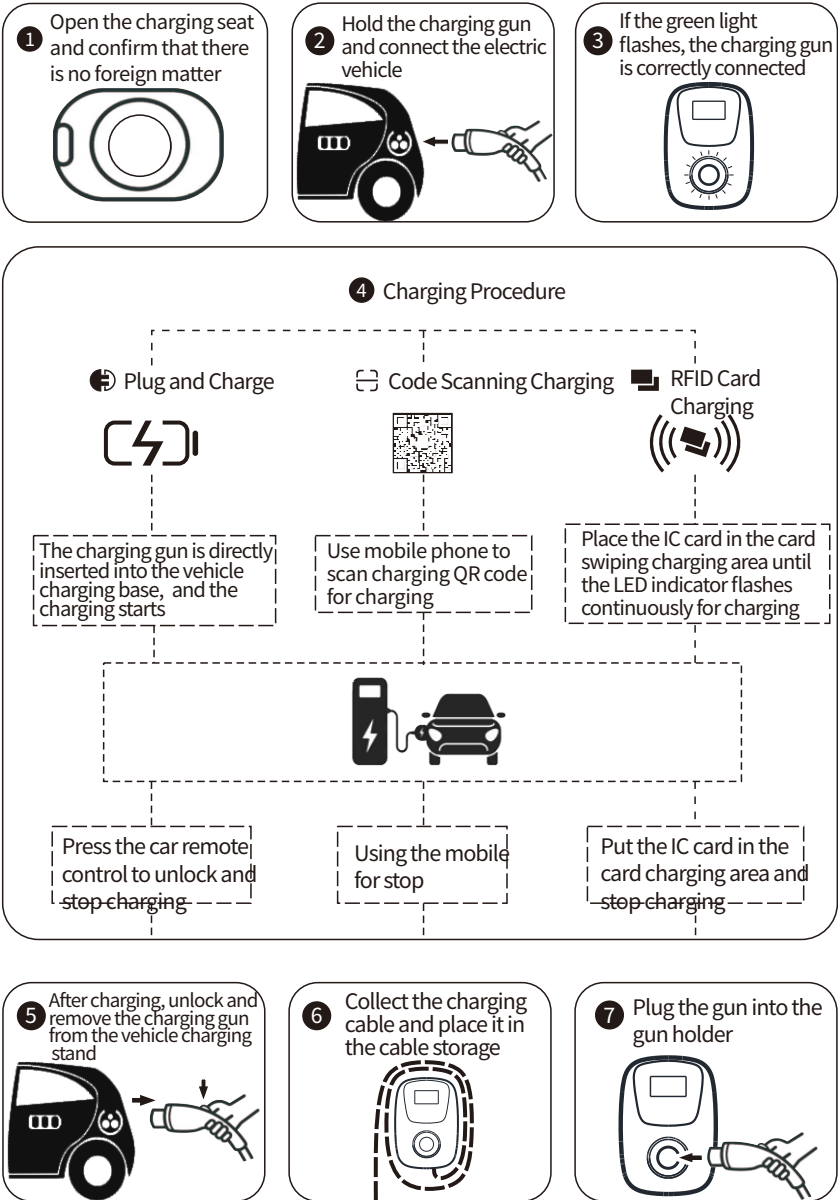 1
Open the charging seat
and confirm that there
is no foreign matter
2
Hold the charging gun
and connect the electric
vehicle
3
If the green light
flashes, the charging gun
is correctly connected
4 Charging Procedure
Plug and Charge
Code Scanning Charging
RFID Card
Charging
The charging gun is directly
inserted into the vehicle
charging base, and the
charging starts
Use mobile phone to
scan charging QR code
for charging
Place the IC card in the card
swiping charging area until
the LED indicator flashes
continuously for charging
Press the car remote
control to unlock and
stop charging
Using the mobile
for stop
Put the IC card in the
card charging area and
stop charging
5
After charging, unlock and
remove the charging gun
from the vehicle charging
stand
6
Collect the charging
cable and place it in
the cable storage
7
Plug the gun into the
gun holder